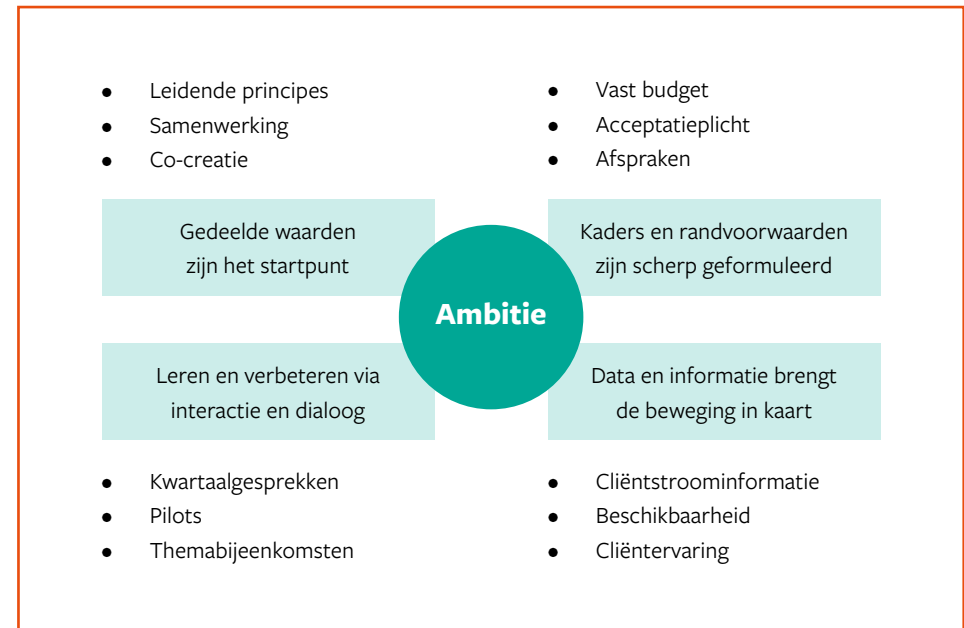 • Leidende principes
• Samenwerking
• Co-creatie
• Vast budget
• Acceptatieplicht
• Afspraken
Gedeelde waarden
zijn het startpunt
Kaders en randvoorwaarden
zijn scherp geformuleerd
Ambitie
Leren en verbeteren via
interactie en dialoog
Data en informatie brengt
de beweging in kaart
• Kwartaalgesprekken
• Pilots
• Themabijeenkomsten
• Cliëntstroominformatie
• Beschikbaarheid
• Cliëntervaring